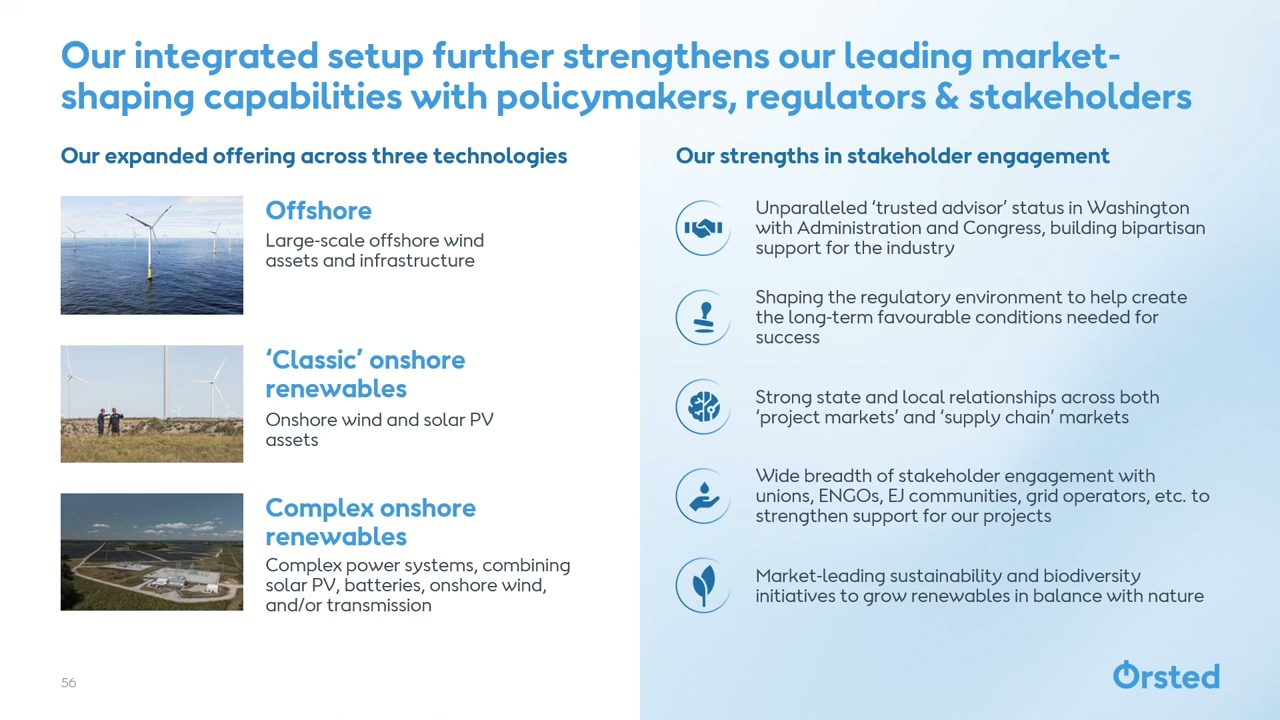 Our integrated setup further strengthens our leading market-
shaping capabilities with policymakers, regulators & stakeholders
Our expanded offering across three technologies
Offshore
Large-scale offshore wind
assets and infrastructure
‘Classic’ onshore
renewables
Onshore wind and solar PV
assets
Complex onshore
renewables
Complex power systems, combining
solar PV, batteries, onshore wind,
and/or transmission
Our strengths in stakeholder engagement
Unparalleled ‘trusted advisor’ status in Washington
with Administration and Congress, building bipartisan
support for the industry
Shaping the regulatory environment to help create
the long-term favourable conditions needed for
success
Strong state and local relationships across both
‘project markets’ and ‘supply chain’ markets
Wide breadth of stakeholder engagement with
unions, ENGOs, EJ communities, grid operators, etc. to
strengthen support for our projects
Market-leading sustainability and biodiversity
initiatives to grow renewables in balance with nature
56
Ørsted